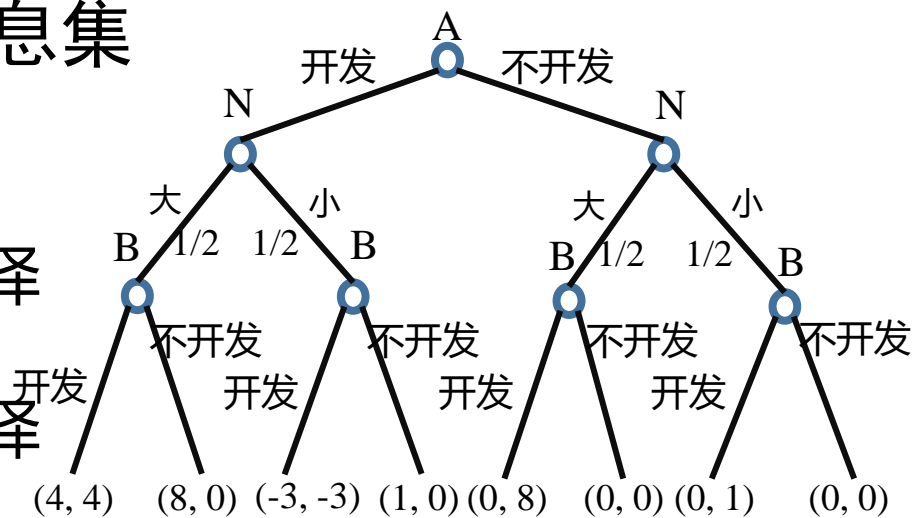 息集
A
开发 不开发
N N
大 小 大 小
B 1/2 1/2 B B 1/2 1/2 B
译
不开发 不开发 不开发 不开发
开发 开发 开发 开发
译
(4, 4) (8, 0) (-3, -3) (1, 0) (0, 8) (0, 0) (0, 1) (0, 0)